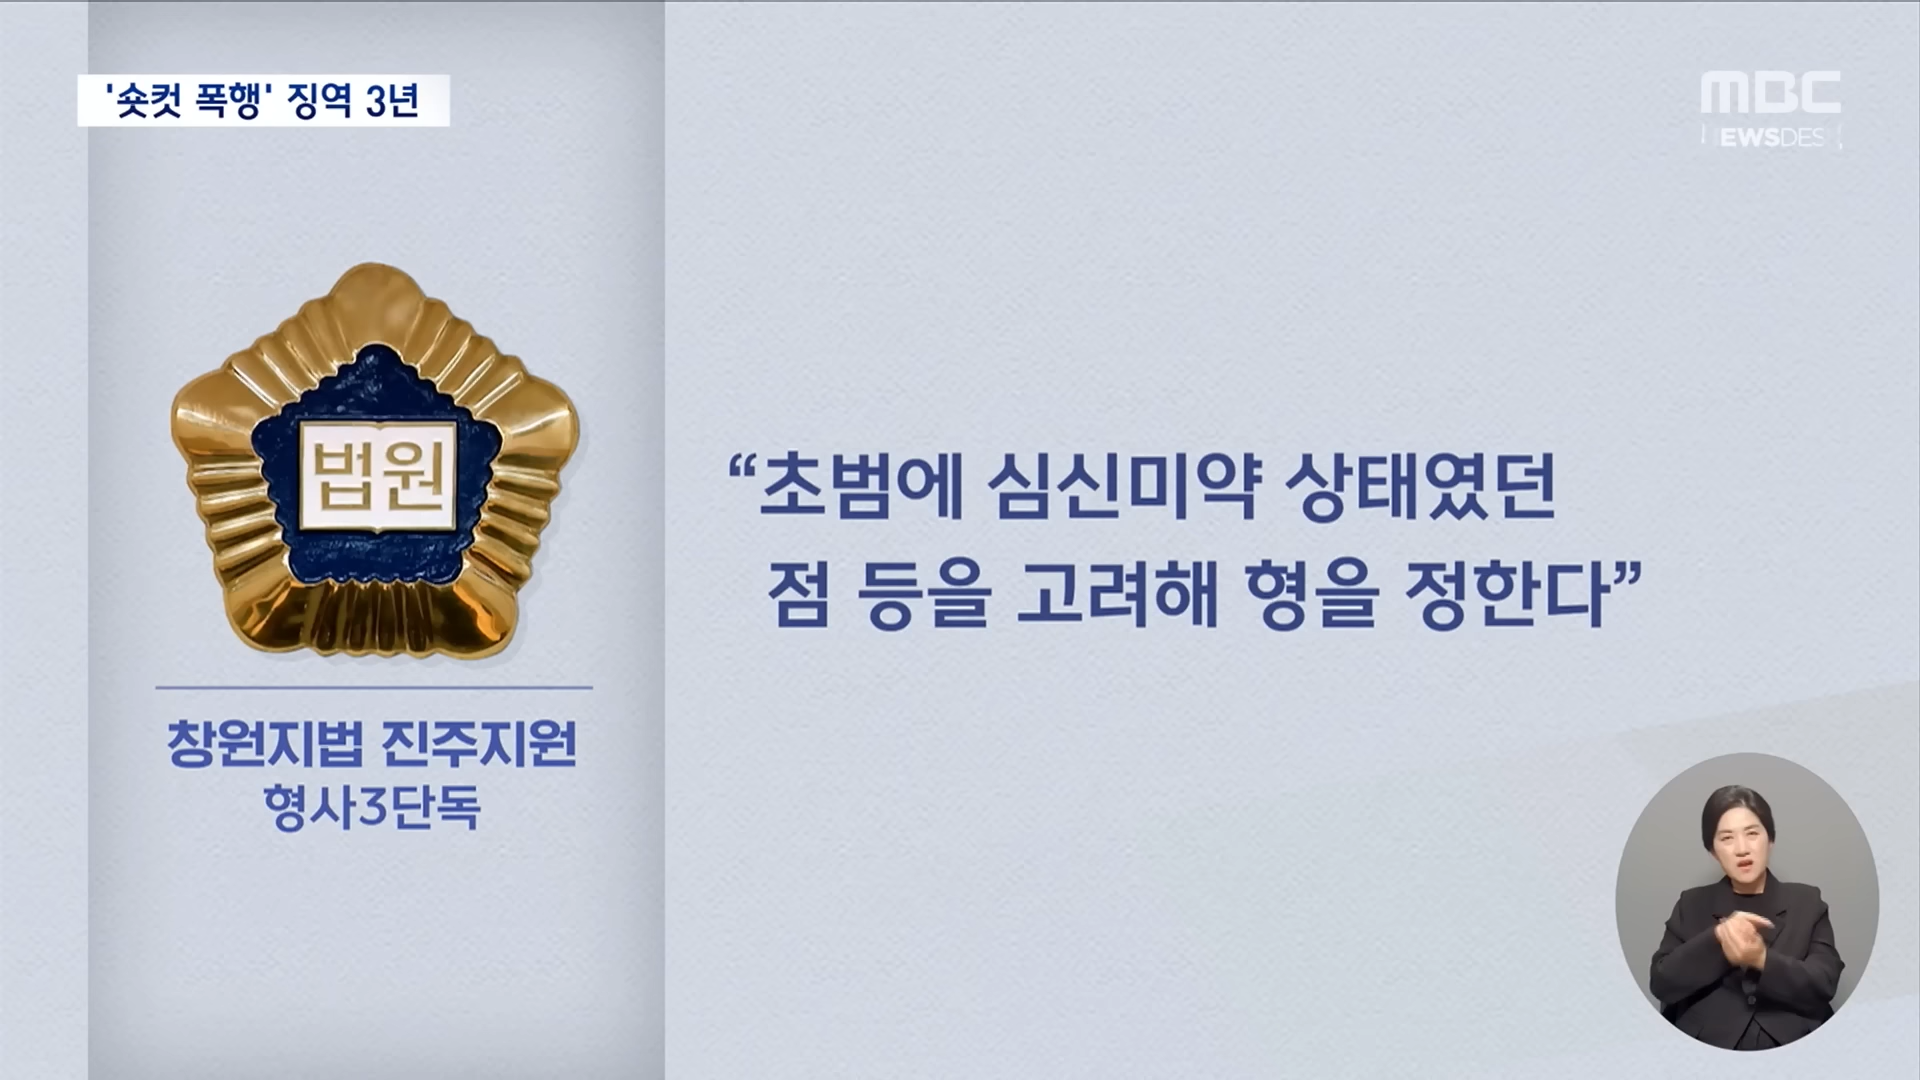 '숏컷 폭행' 징역 3년
MBC
NEWSDESK
법원
창원지법 진주지원
형사3단독
“초범에 심신미약 상태였던
점 등을 고려해 형을 정한다”